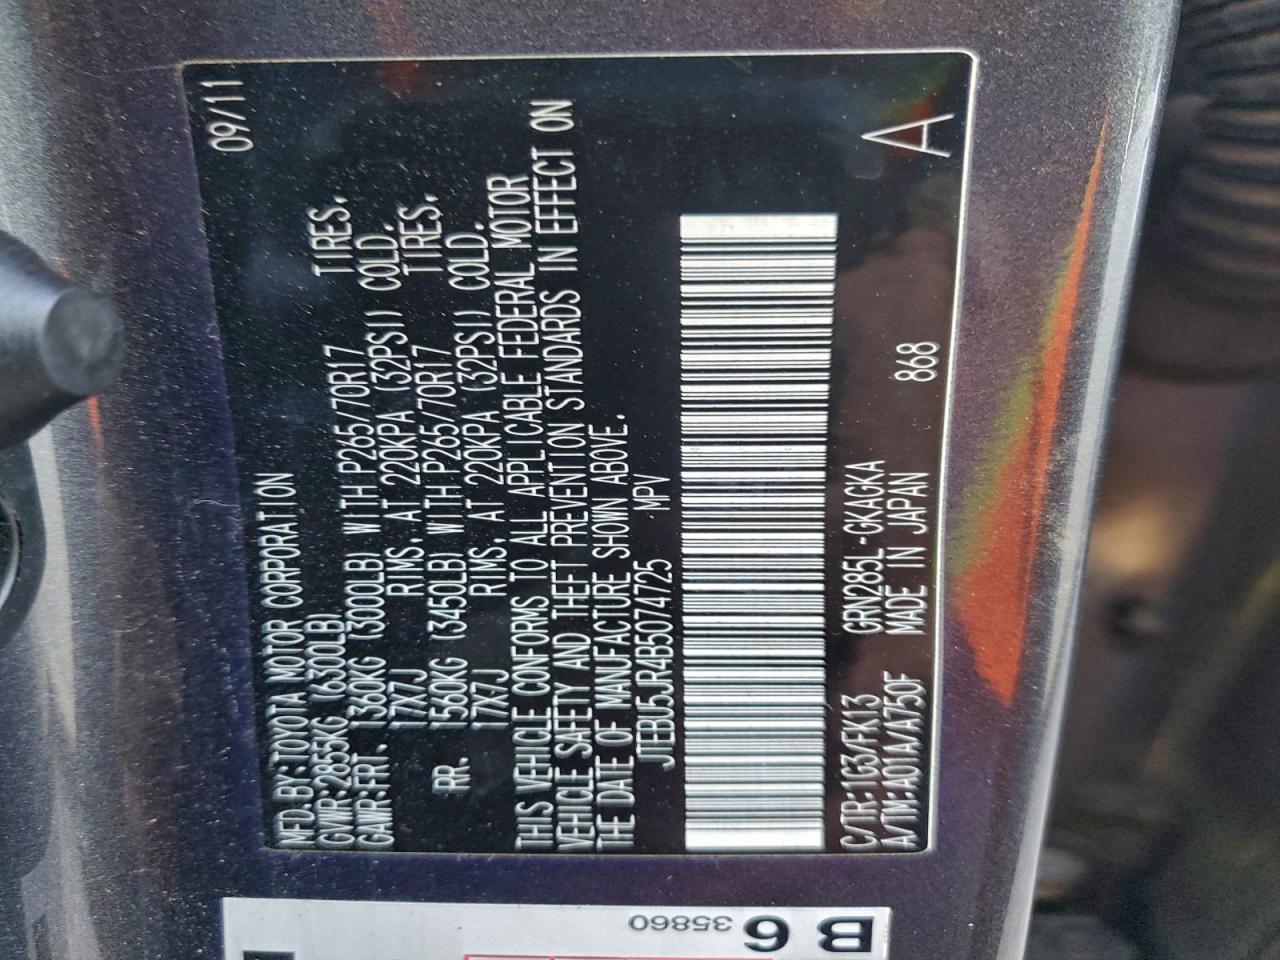 MFD.BY:TOYOTA MOTOR CORPORATION 09/11
GVWR:2855KG (6300LB)
GAWR:FRT. 1360KG (3000LB) WITH P265/70R17 TIRES,
17X7J RIMS, AT 220KPA (32PSI) COLD.
RR. 1560KG (3450LB) WITH P265/70R17 TIRES,
17X7J RIMS, AT 220KPA (32PSI) COLD.
THIS VEHICLE CONFORMS TO ALL APPLICABLE FEDERAL MOTOR
VEHICLE SAFETY AND THEFT PREVENTION STANDARDS IN EFFECT ON
THE DATE OF MANUFACTURE SHOWN ABOVE.
JTEBU5JR4B5074725 MPV
C/TR:1G3/FK13 GRN285L-GKAGKA
A/TM:A01A/A750F MADE IN JAPAN 868 A
B6
35860